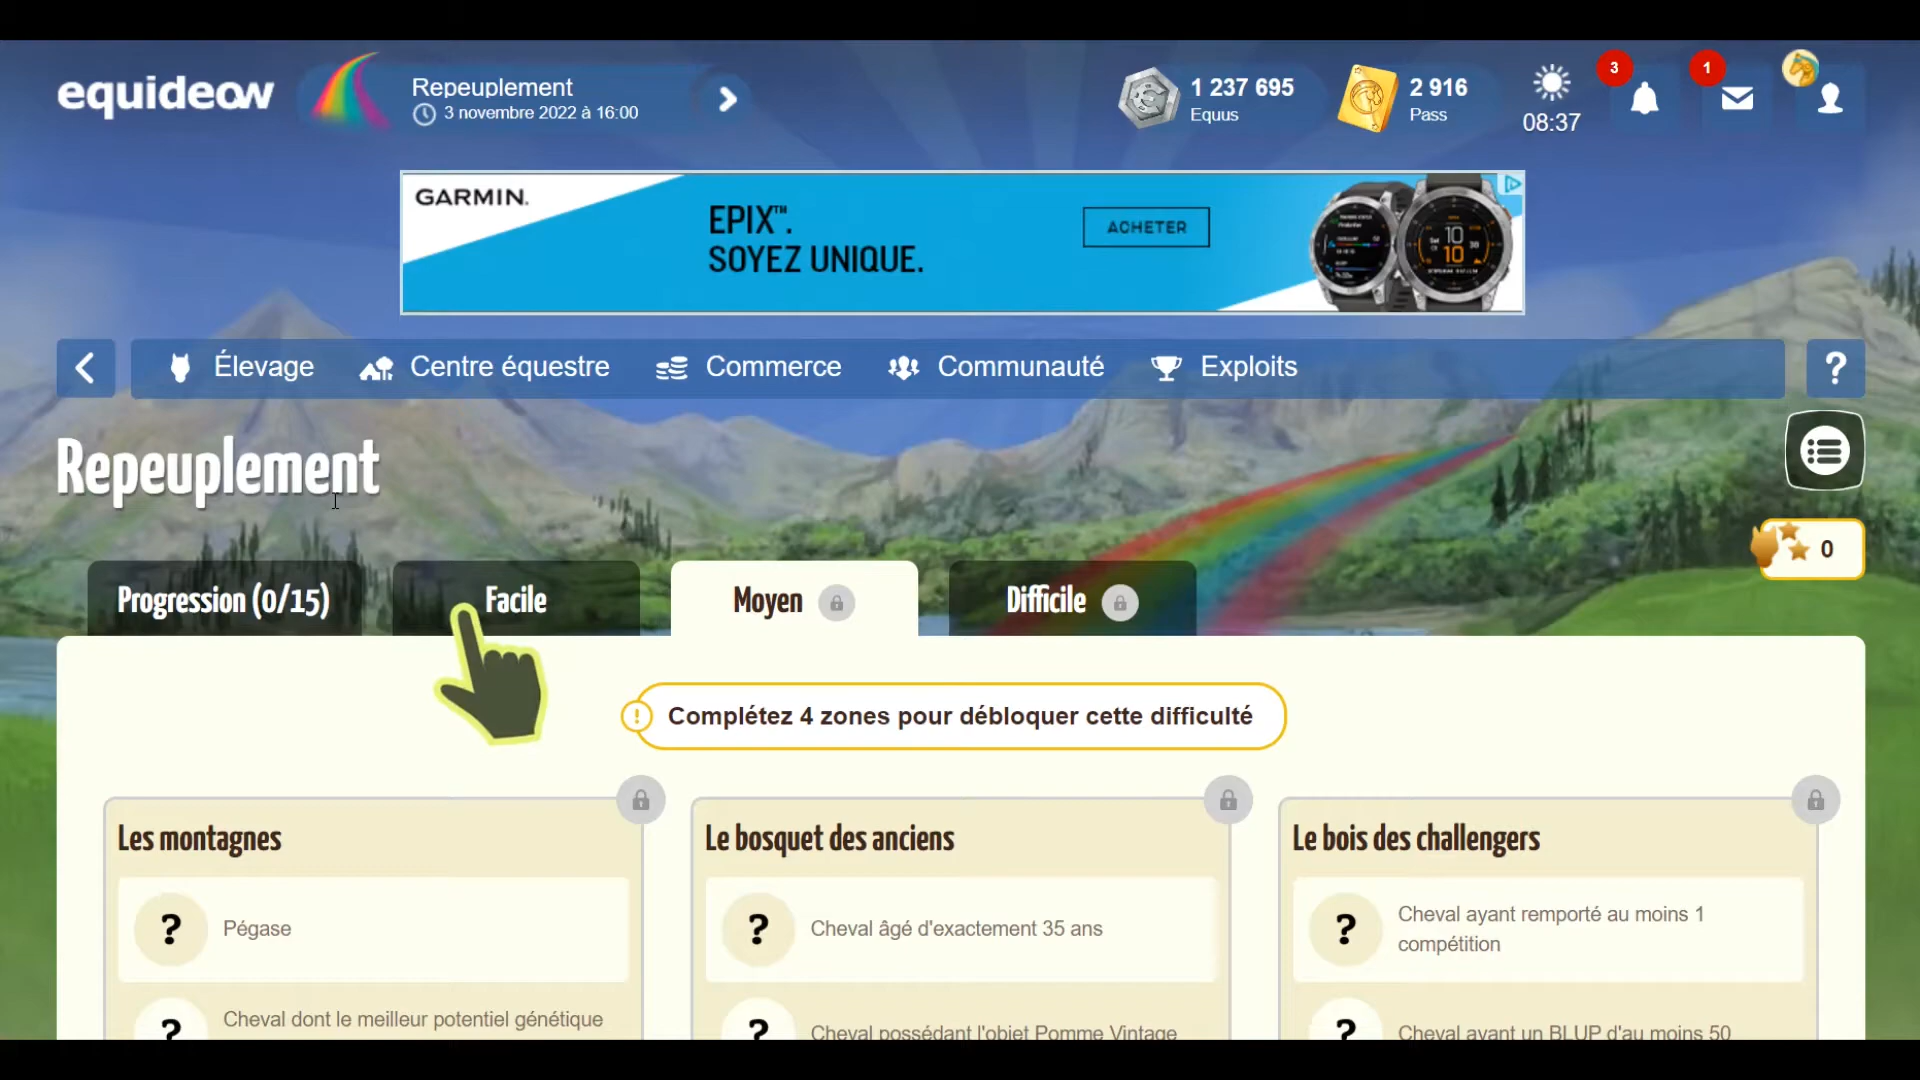 equideow
Repeuplement
3 novembre 2022 à 16:00
1 237 695
Equus
2 916
Pass
08:37
3
1
GARMIN.
EPIX™.
SOYEZ UNIQUE.
ACHETER
10
10
Élevage
Centre équestre
Commerce
Communauté
Exploits
?
Repeuplement
0
Progression (0/15)
Facile
Moyen
Difficile
! Complétez 4 zones pour débloquer cette difficulté
Les montagnes
? Pégase
? Cheval dont le meilleur potentiel génétique
Le bosquet des anciens
? Cheval âgé d'exactement 35 ans
? Cheval possédant l'objet Pomme Vintage
Le bois des challengers
? Cheval ayant remporté au moins 1
compétition
? Cheval ayant un BLUP d'au moins 50